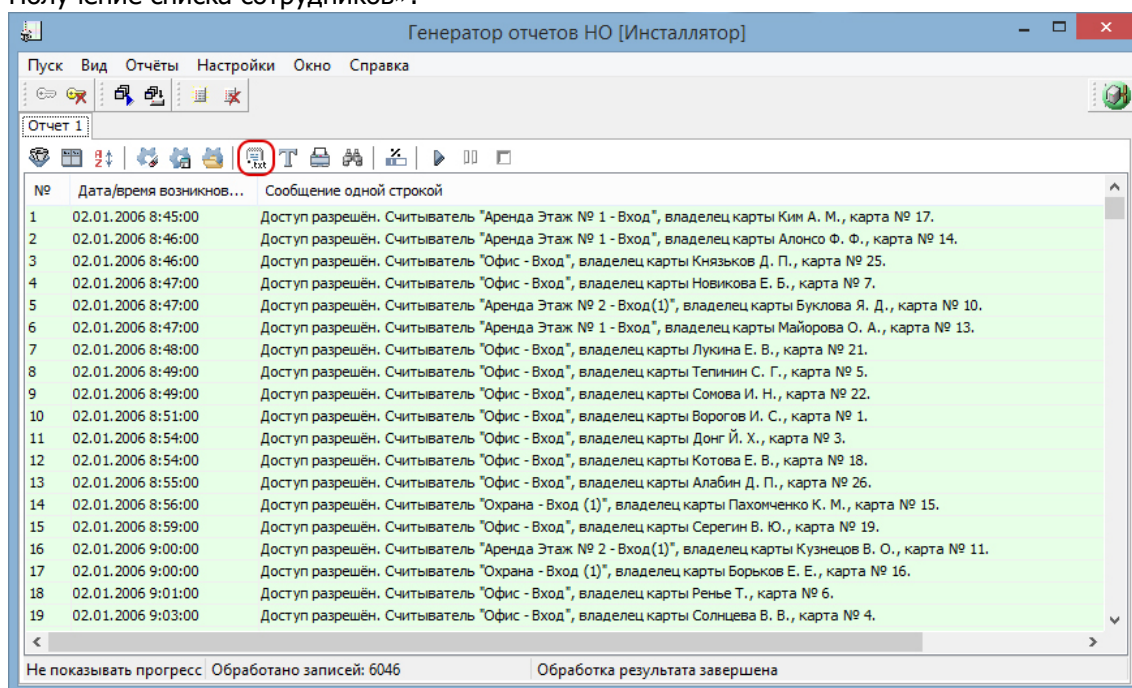 Получение списка сотрудников».
Генератор отчетов НО [Инсталлятор]
Пуск Вид Отчёты Настройки Окно Справка
Отчет 1
.txt
№ Дата/время возникнов... Сообщение одной строкой
1 02.01.2006 8:45:00 Доступ разрешён. Считыватель "Аренда Этаж № 1 - Вход", владелец карты Ким А. М., карта № 17.
2 02.01.2006 8:46:00 Доступ разрешён. Считыватель "Аренда Этаж № 1 - Вход", владелец карты Алонсо Ф. Ф., карта № 14.
3 02.01.2006 8:46:00 Доступ разрешён. Считыватель "Офис - Вход", владелец карты Князьков Д. П., карта № 25.
4 02.01.2006 8:47:00 Доступ разрешён. Считыватель "Офис - Вход", владелец карты Новикова Е. Б., карта № 7.
5 02.01.2006 8:47:00 Доступ разрешён. Считыватель "Аренда Этаж № 2 - Вход(1)", владелец карты Буклова Я. Д., карта № 10.
6 02.01.2006 8:47:00 Доступ разрешён. Считыватель "Аренда Этаж № 1 - Вход", владелец карты Майорова О. А., карта № 13.
7 02.01.2006 8:48:00 Доступ разрешён. Считыватель "Офис - Вход", владелец карты Лукина Е. В., карта № 21.
8 02.01.2006 8:49:00 Доступ разрешён. Считыватель "Офис - Вход", владелец карты Тепинин С. Г., карта № 5.
9 02.01.2006 8:49:00 Доступ разрешён. Считыватель "Офис - Вход", владелец карты Сомова И. Н., карта № 22.
10 02.01.2006 8:51:00 Доступ разрешён. Считыватель "Офис - Вход", владелец карты Ворогов И. С., карта № 1.
11 02.01.2006 8:54:00 Доступ разрешён. Считыватель "Офис - Вход", владелец карты Донг Й. Х., карта № 3.
12 02.01.2006 8:54:00 Доступ разрешён. Считыватель "Офис - Вход", владелец карты Котова Е. В., карта № 18.
13 02.01.2006 8:55:00 Доступ разрешён. Считыватель "Офис - Вход", владелец карты Алабин Д. П., карта № 26.
14 02.01.2006 8:56:00 Доступ разрешён. Считыватель "Охрана - Вход (1)", владелец карты Пахомченко К. М., карта № 15.
15 02.01.2006 8:59:00 Доступ разрешён. Считыватель "Офис - Вход", владелец карты Серегин В. Ю., карта № 19.
16 02.01.2006 9:00:00 Доступ разрешён. Считыватель "Аренда Этаж № 2 - Вход(1)", владелец карты Кузнецов В. О., карта № 11.
17 02.01.2006 9:00:00 Доступ разрешён. Считыватель "Охрана - Вход (1)", владелец карты Борьков Е. Е., карта № 16.
18 02.01.2006 9:01:00 Доступ разрешён. Считыватель "Офис - Вход", владелец карты Ренье Т., карта № 6.
19 02.01.2006 9:03:00 Доступ разрешён. Считыватель "Офис - Вход", владелец карты Солнцева В. В., карта № 4.
Не показывать прогресс Обработано записей: 6046 Обработка результата завершена